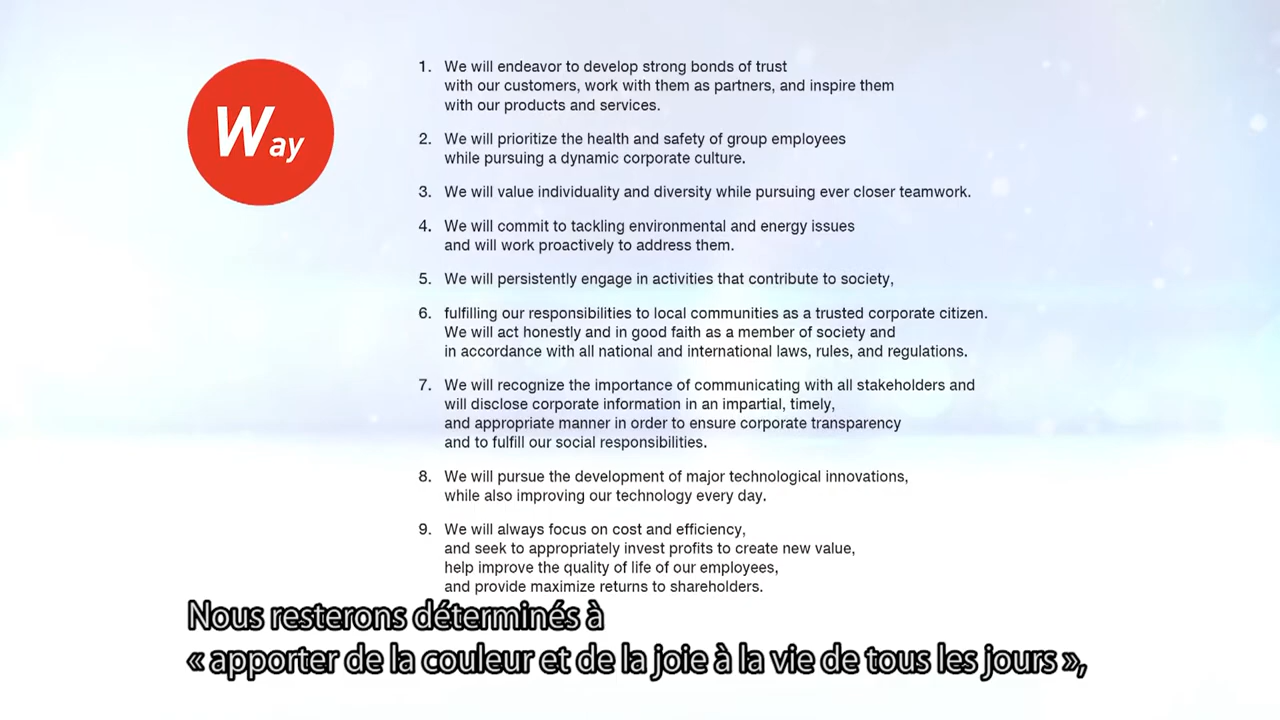 Way
1. We will endeavor to develop strong bonds of trust
with our customers, work with them as partners, and inspire them
with our products and services.
2. We will prioritize the health and safety of group employees
while pursuing a dynamic corporate culture.
3. We will value individuality and diversity while pursuing ever closer teamwork.
4. We will commit to tackling environmental and energy issues
and will work proactively to address them.
5. We will persistently engage in activities that contribute to society,
6. fulfilling our responsibilities to local communities as a trusted corporate citizen.
We will act honestly and in good faith as a member of society and
in accordance with all national and international laws, rules, and regulations.
7. We will recognize the importance of communicating with all stakeholders and
will disclose corporate information in an impartial, timely,
and appropriate manner in order to ensure corporate transparency
and to fulfill our social responsibilities.
8. We will pursue the development of major technological innovations,
while also improving our technology every day.
9. We will always focus on cost and efficiency,
and seek to appropriately invest profits to create new value,
help improve the quality of life of our employees,
and provide maximize returns to shareholders.
Nous resterons déterminés à
« apporter de la couleur et de la joie à la vie de tous les jours »,